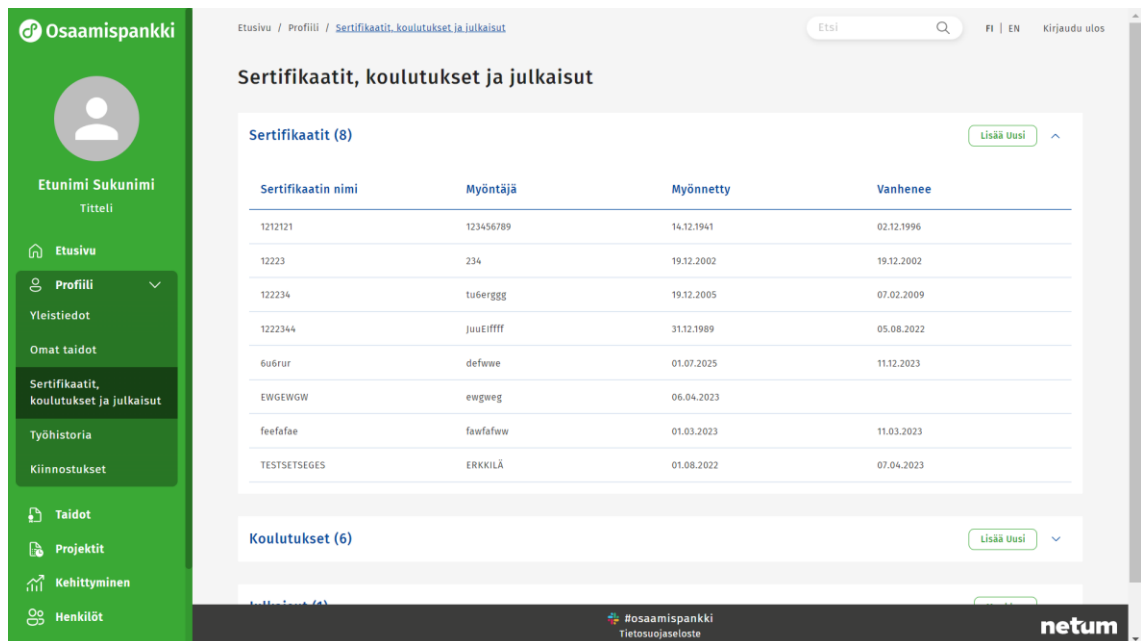 Osaamispankki
Etunimi Sukunimi
Titteli
Etusivu
Profiili
Yleistiedot
Omat taidot
Sertifikaatit,
koulutukset ja julkaisut
Työhistoria
Kiinnostukset
Taidot
Projektit
Kehittyminen
Henkilöt
Etusivu / Profiili / Sertifikaatit, koulutukset ja julkaisut
Etsi
FI | EN
Kirjaudu ulos
Sertifikaatit, koulutukset ja julkaisut
Sertifikaatit (8)
Lisää Uusi
Sertifikaatin nimi Myöntäjä Myönnetty Vanhenee
1212121 123456789 14.12.1941 02.12.1996
12223 234 19.12.2002 19.12.2002
122234 tu6erggg 19.12.2005 07.02.2009
1222344 JuuEIffff 31.12.1989 05.08.2022
6u6rur defwwe 01.07.2025 11.12.2023
EWGEWGW ewgweg 06.04.2023
feefafae fawfafww 01.03.2023 11.03.2023
TESTSETSEGES ERKKILÄ 01.08.2022 07.04.2023
Koulutukset (6)
Lisää Uusi
Julkaisut (1)
#osaamispankki
Tietosuojaseloste
netum